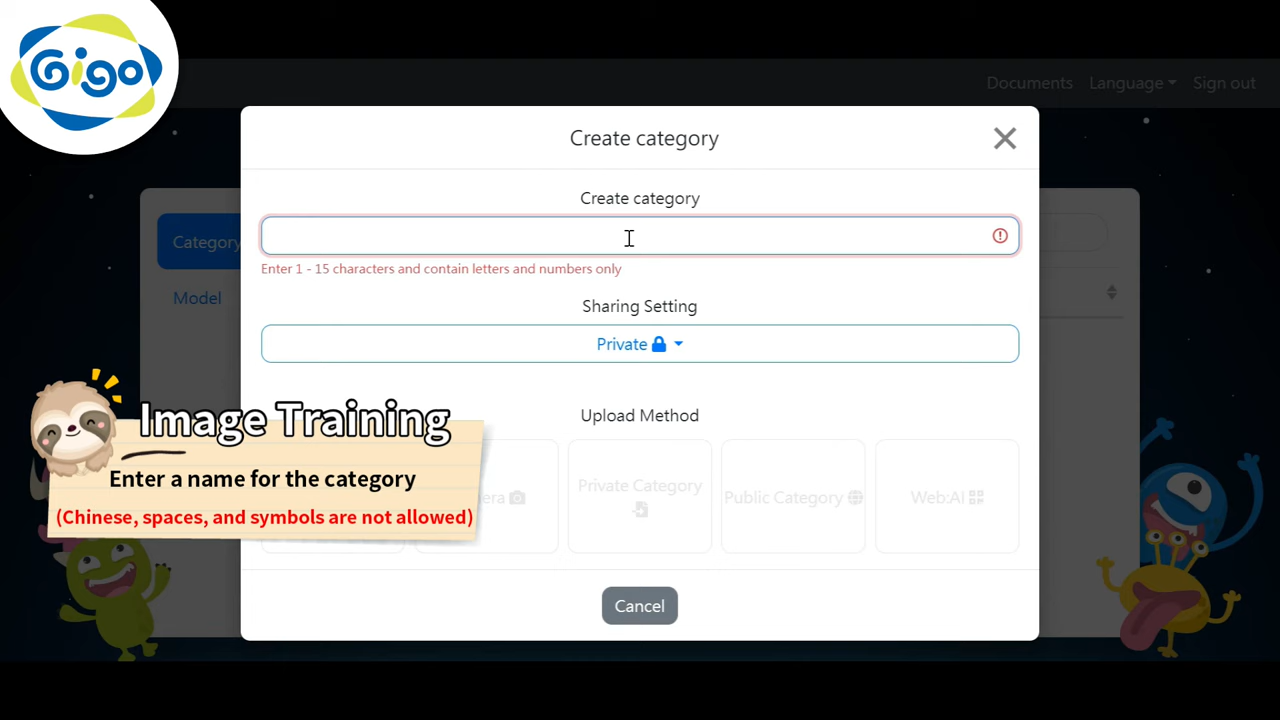 Gigo
Documents Language Sign out
Create category
Create category
Category
Enter 1 - 15 characters and contain letters and numbers only
Model
Sharing Setting
Private
Upload Method
Image Training
Enter a name for the category
(Chinese, spaces, and symbols are not allowed)
Private Category
Public Category
Web:AI
Cancel